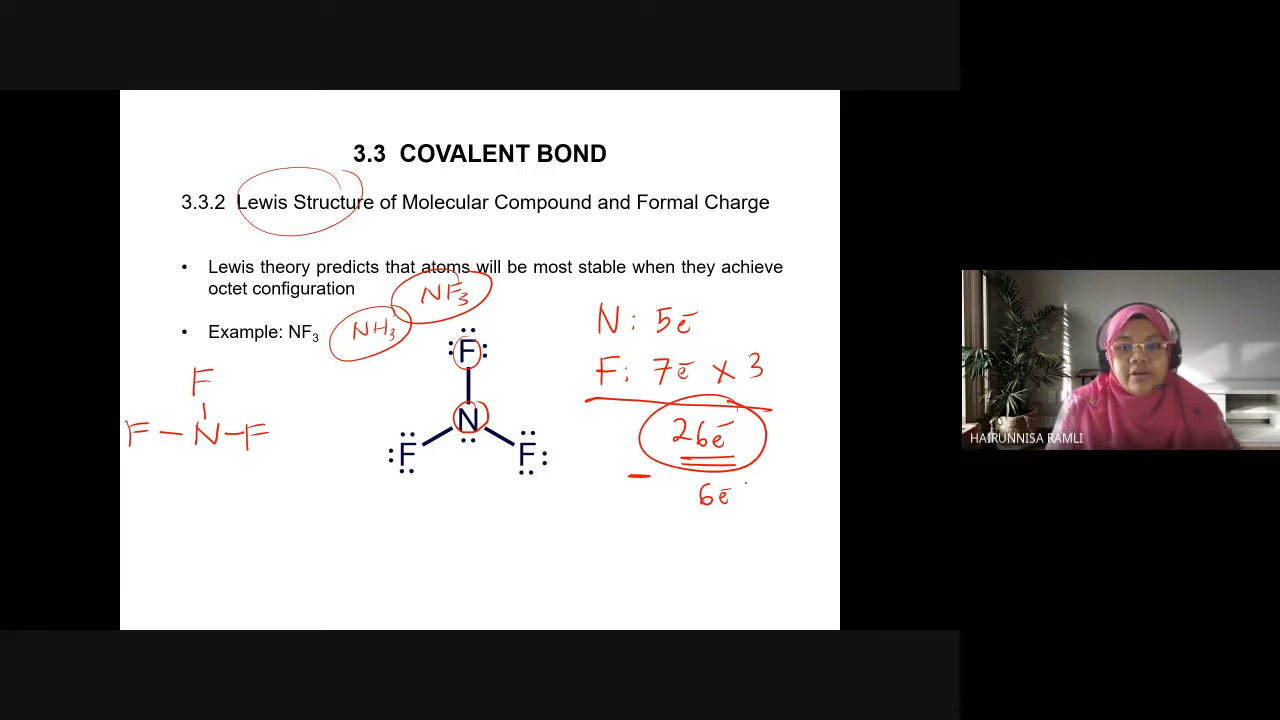 3.3 COVALENT BOND
3.3.2 Lewis Structure of Molecular Compound and Formal Charge
• Lewis theory predicts that atoms will be most stable when they achieve
octet configuration
NF₃
• Example: NF₃
NH₃
F
F – N – F
:F:
N
:F
F:
N: 5e⁻
F: 7e⁻ × 3
26e⁻
– 6e⁻
HAIRUNNISA RAMLI